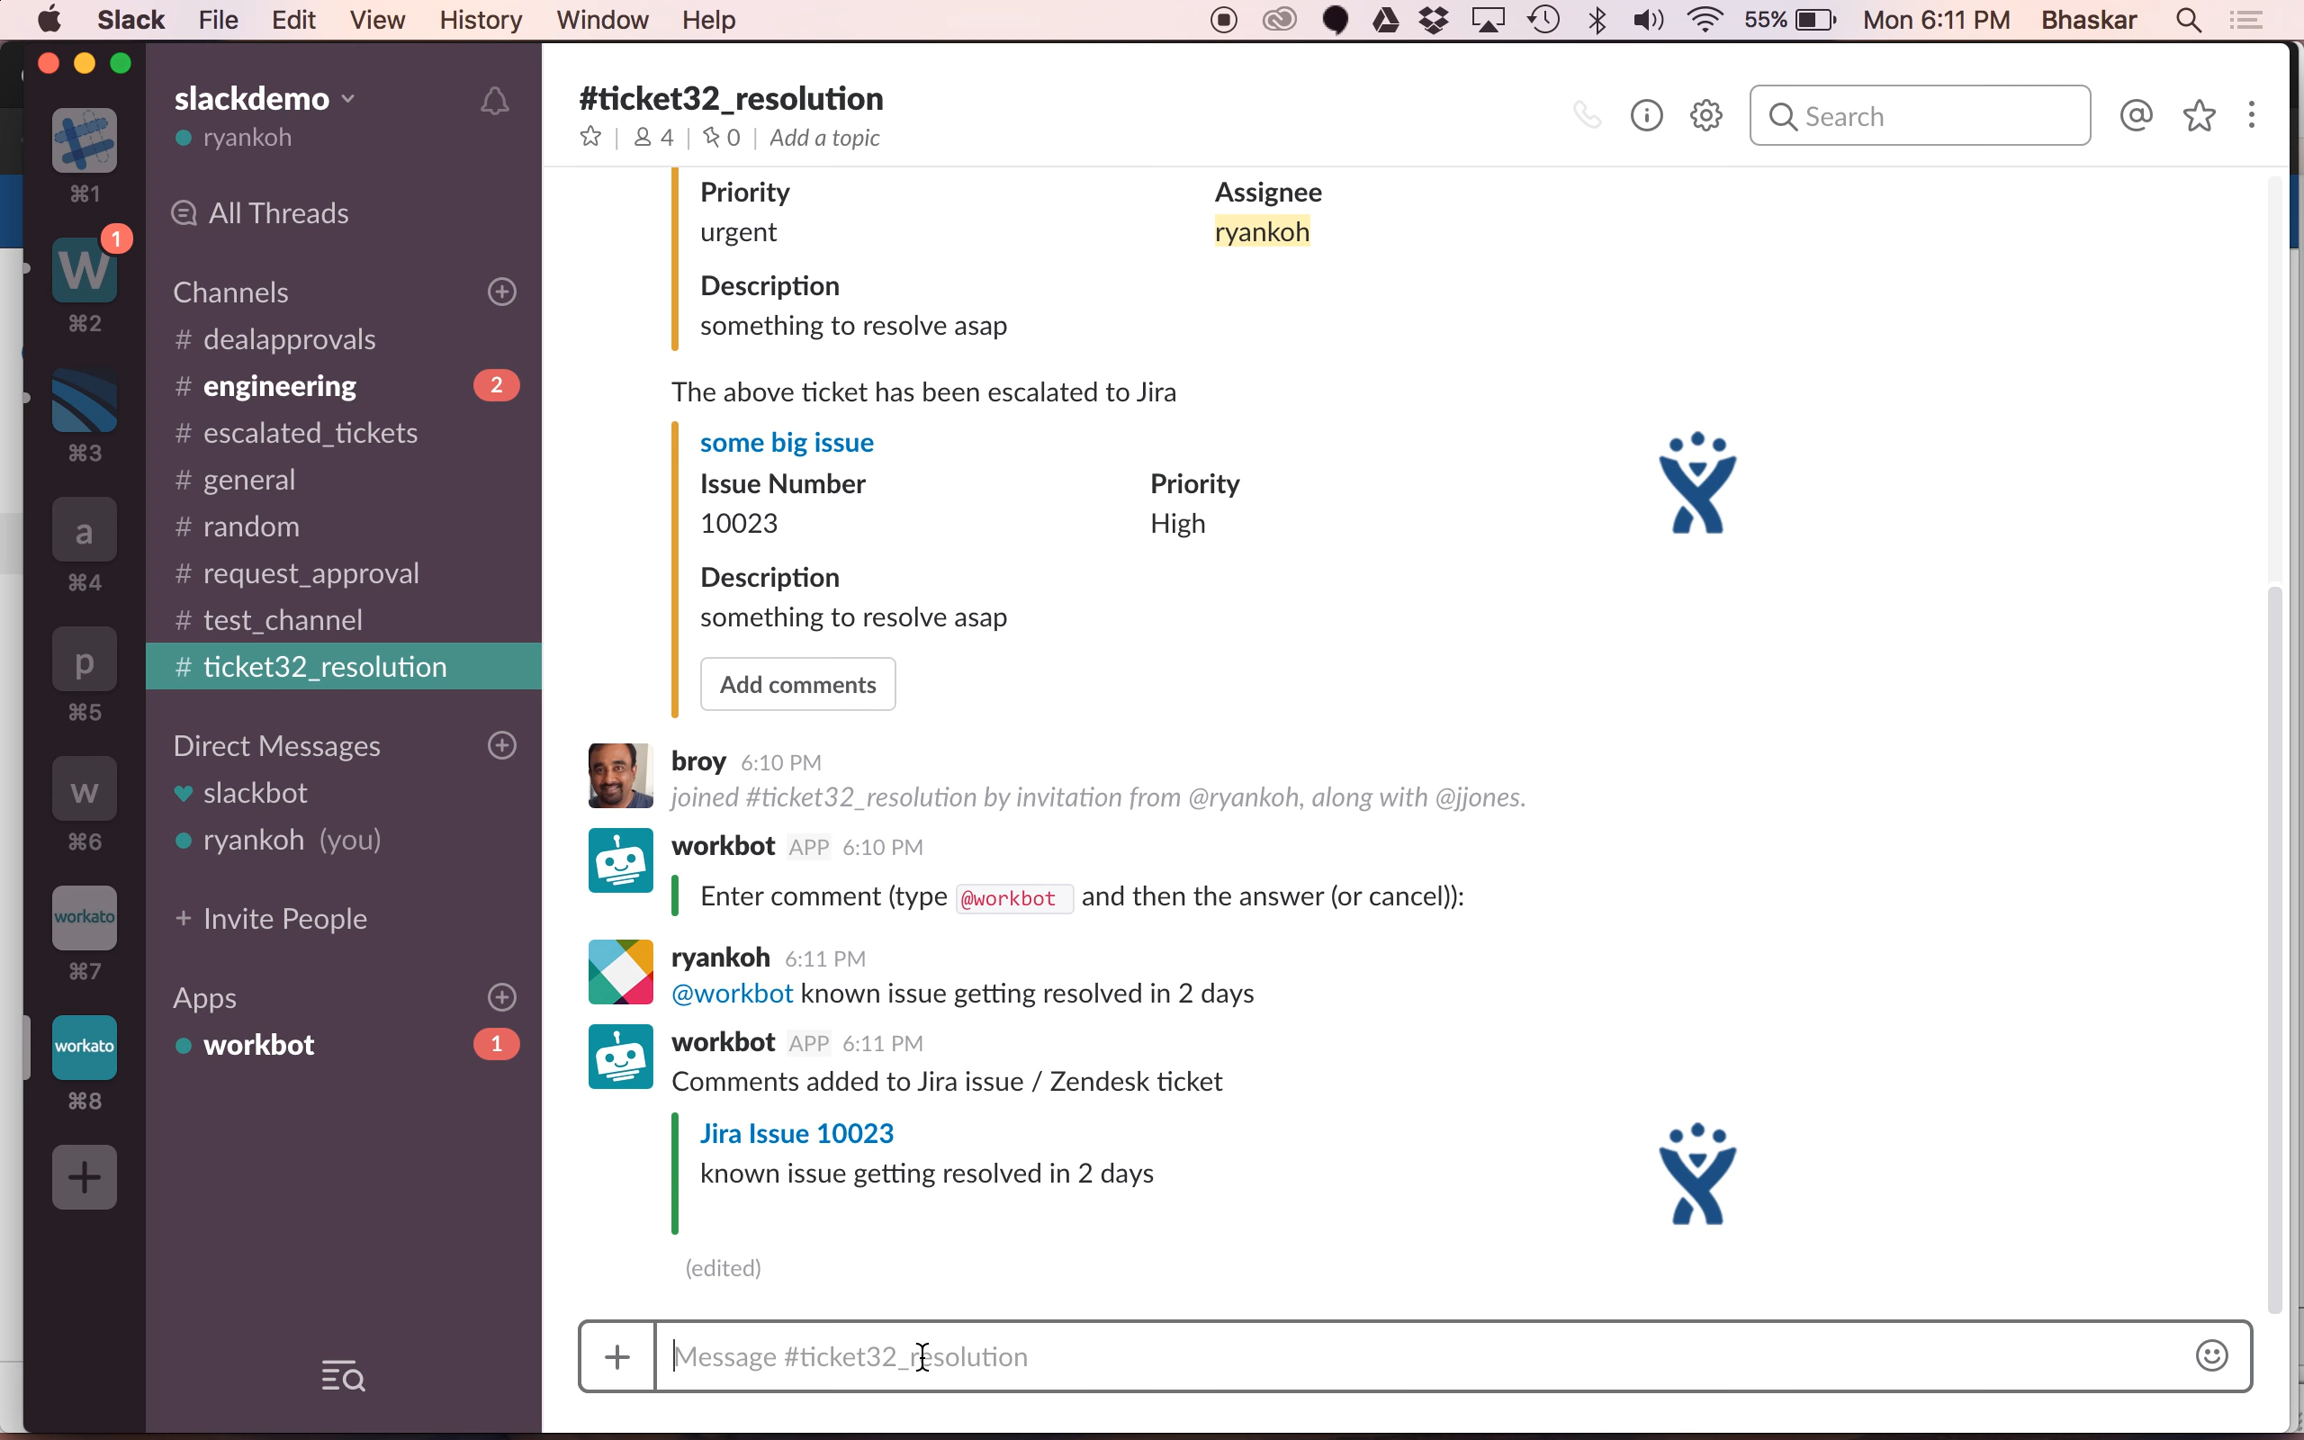 Slack File Edit View History Window Help 55% Mon 6:11 PM Bhaskar
slackdemo
ryankoh
⌘1
All Threads
W 1
⌘2
Channels
# dealapprovals
# engineering 2
⌘3
# escalated_tickets
# general
a
# random
⌘4
# request_approval
# test_channel
p
# ticket32_resolution
⌘5
Direct Messages
w
slackbot
⌘6
ryankoh (you)
workato
+ Invite People
⌘7
Apps
workato
workbot 1
⌘8
+
#ticket32_resolution
4 | 0 | Add a topic
Search
Priority Assignee
urgent ryankoh
Description
something to resolve asap
The above ticket has been escalated to Jira
some big issue
Issue Number Priority
10023 High
Description
something to resolve asap
Add comments
broy 6:10 PM
joined #ticket32_resolution by invitation from @ryankoh, along with @jjones.
workbot APP 6:10 PM
Enter comment (type @workbot and then the answer (or cancel)):
ryankoh 6:11 PM
@workbot known issue getting resolved in 2 days
workbot APP 6:11 PM
Comments added to Jira issue / Zendesk ticket
Jira Issue 10023
known issue getting resolved in 2 days
(edited)
+ Message #ticket32_resolution